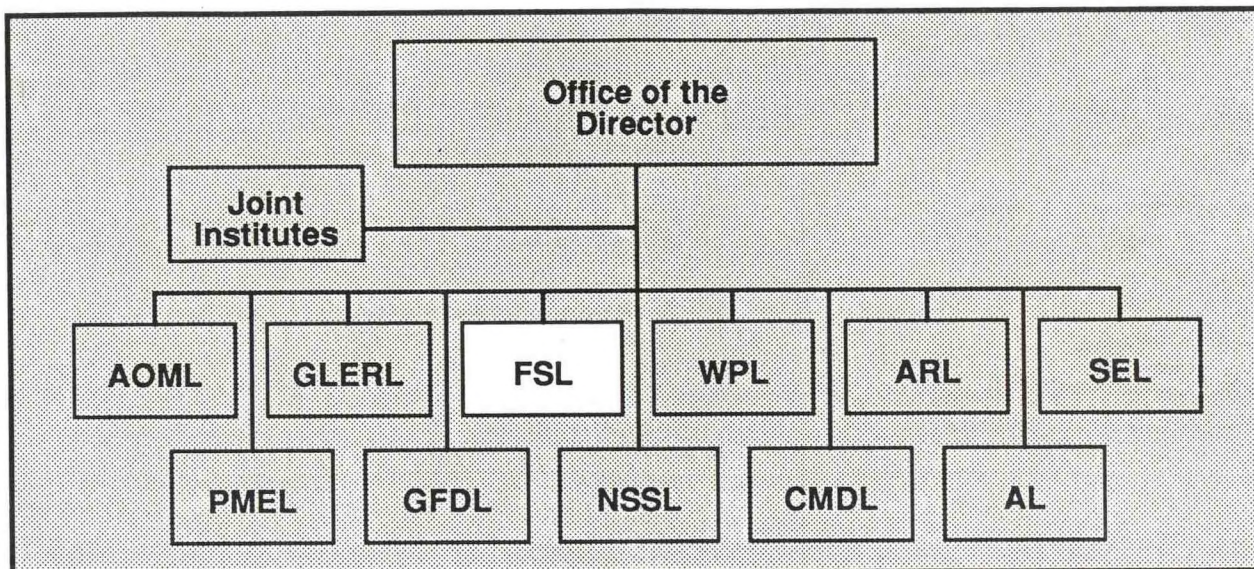 Office of the
Director
Joint
Institutes
AOML
GLERL
FSL
WPL
ARL
SEL
PMEL
GFDL
NSSL
CMDL
AL